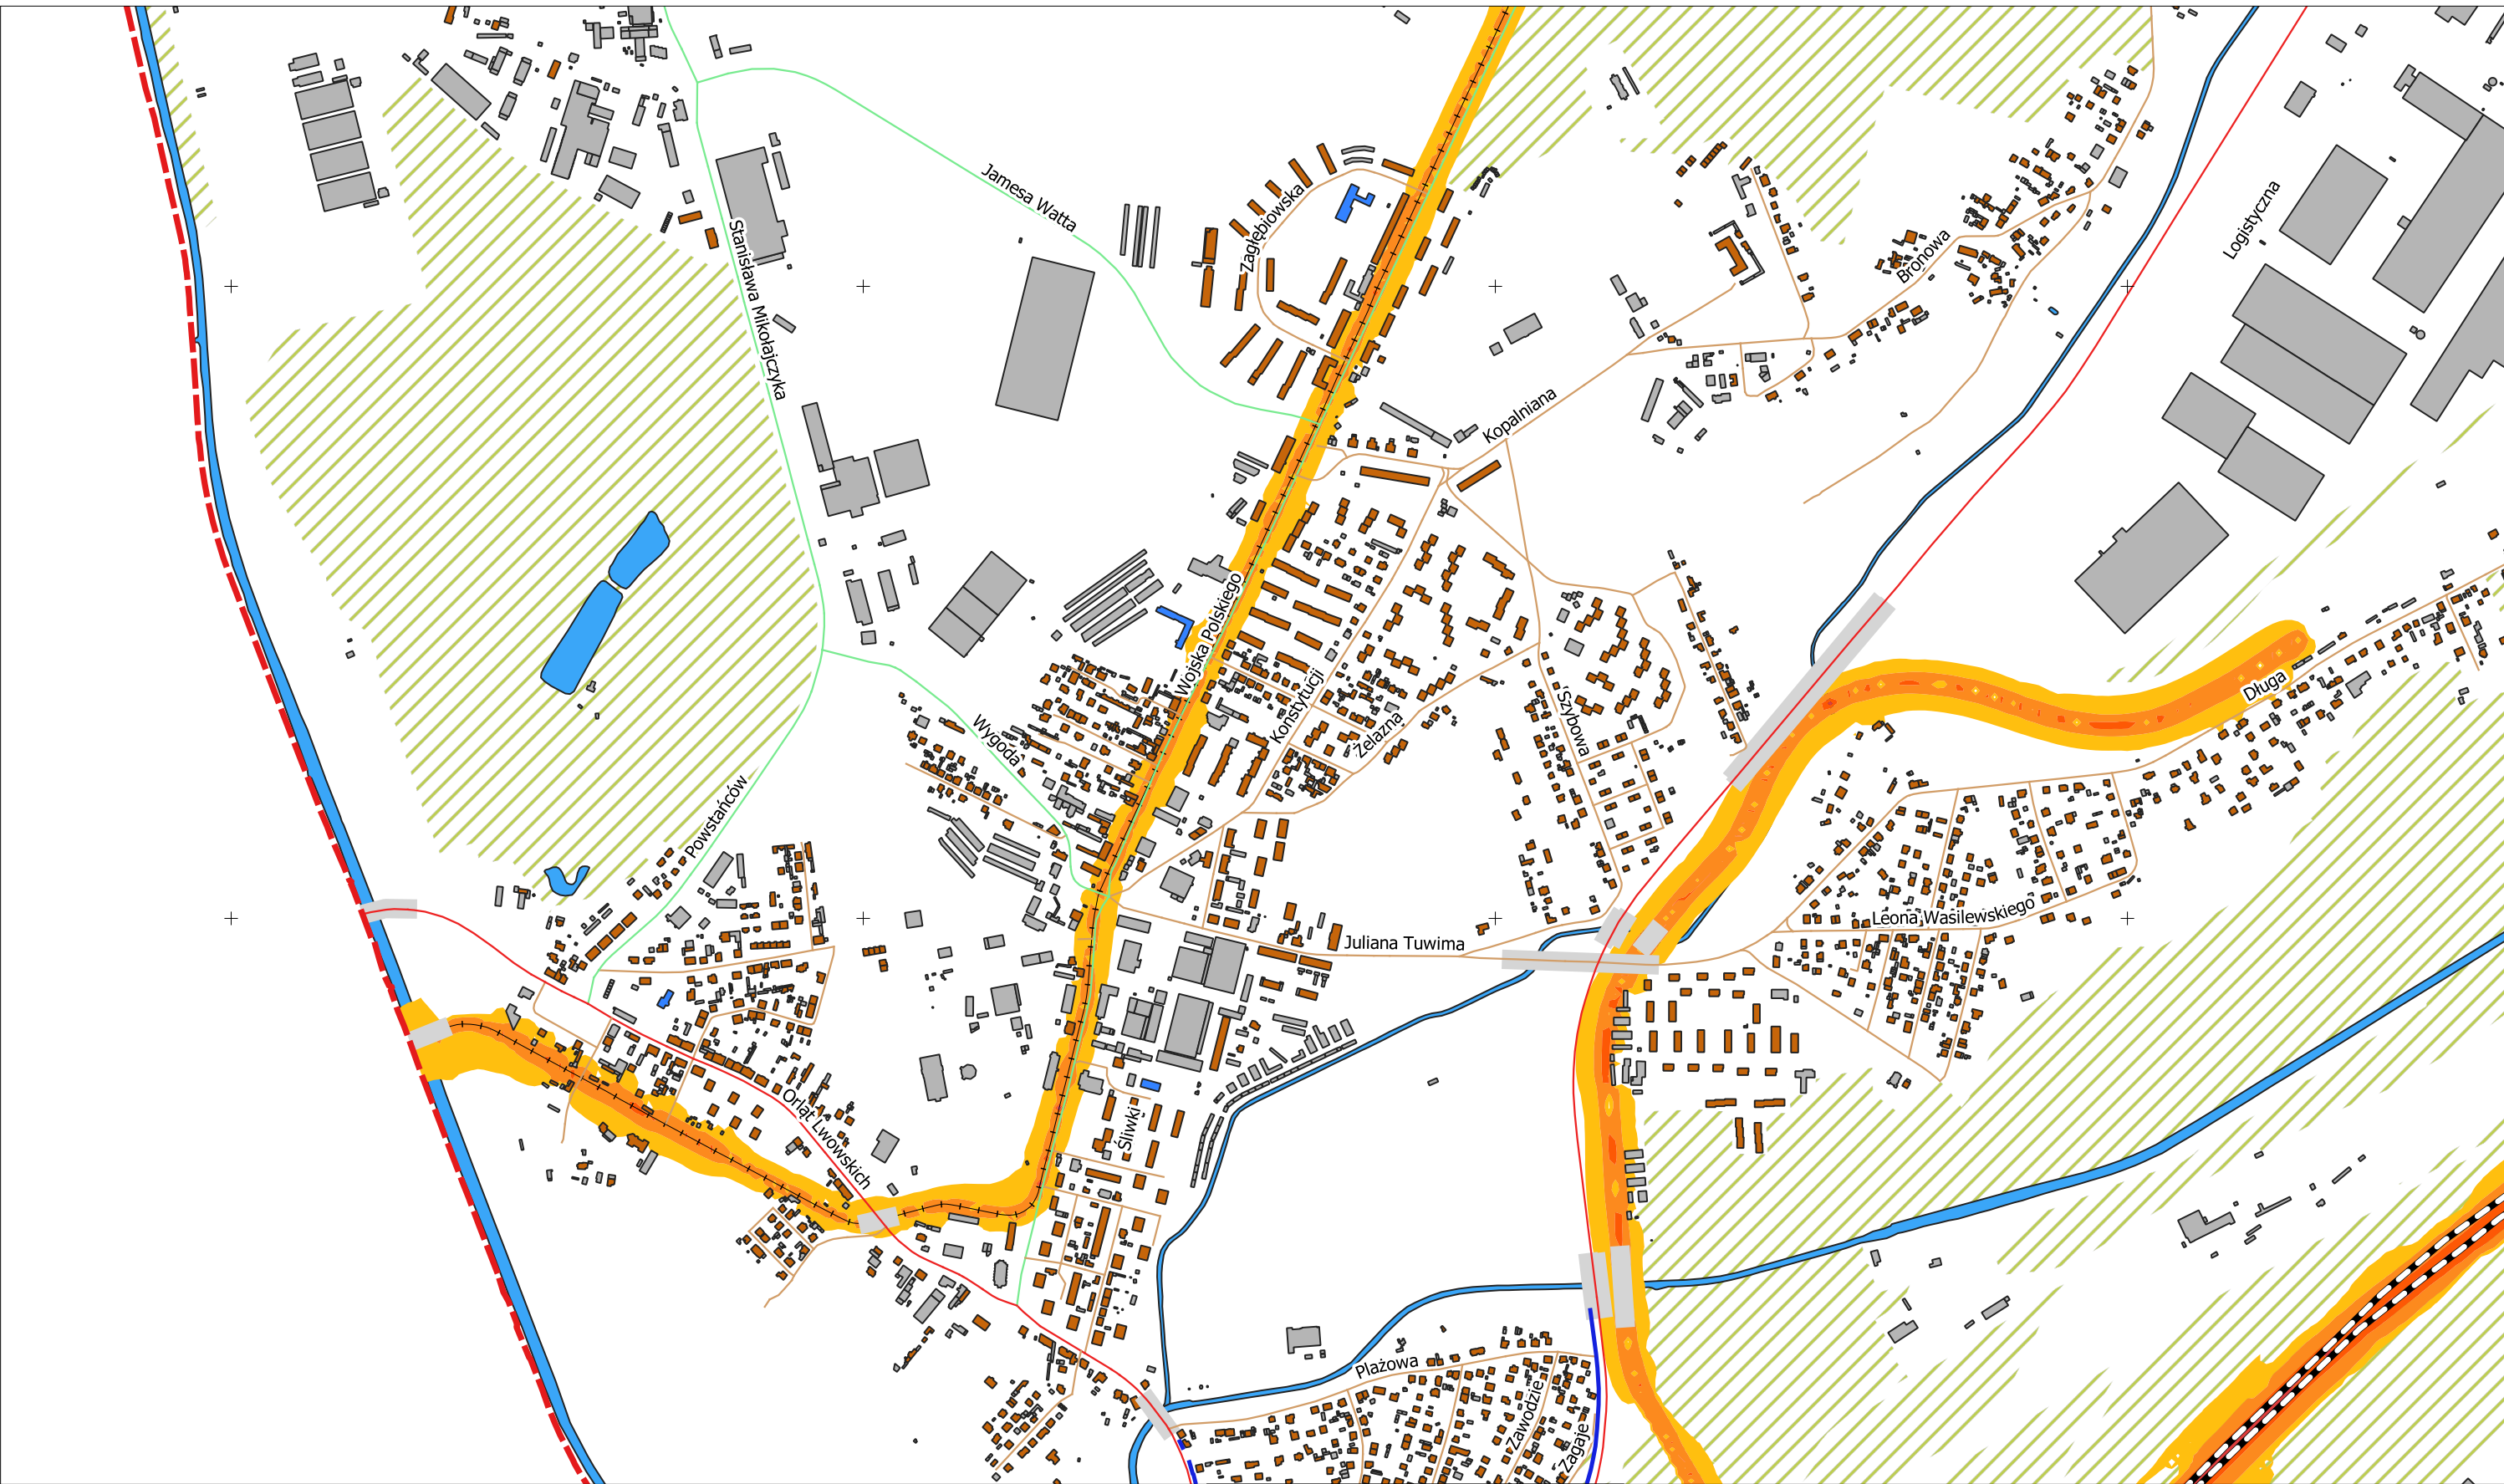 Jamesa Watta
Zagłębiowska
Stanisława Mikołajczyka
Logistyczna
Bronowa
Kopalniana
Wojska Polskiego
Konstytucji
Żelazna
Szybowa
Długa
Wygoda
Powstańców
Leona Wasilewskiego
Juliana Tuwima
Orląt Lwowskich
Śliwki
Plażowa
Zawodzie
Zagaje